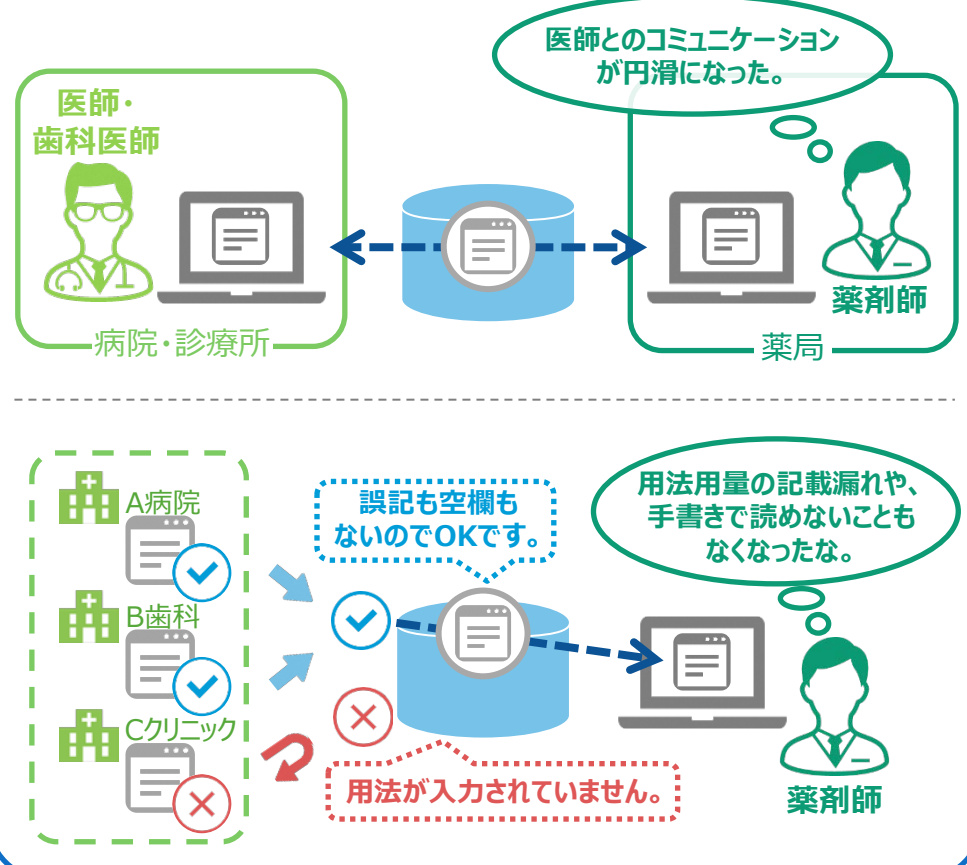 医師とのコミュニケーション
が円滑になった。
医師・
歯科医師
薬剤師
病院・診療所
薬局
A病院
誤記も空欄も
ないのでOKです。
用法用量の記載漏れや、
手書きで読めないことも
なくなったな。
B歯科
Cクリニック
用法が入力されていません。
薬剤師